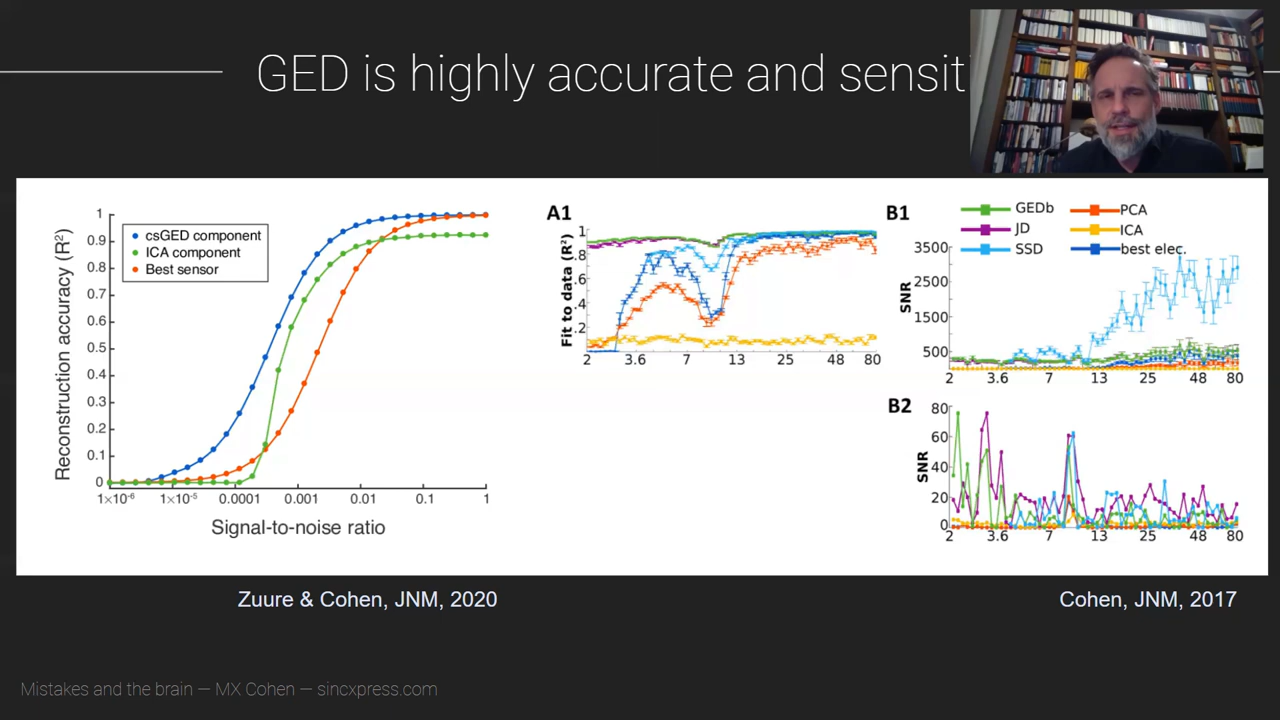 GED is highly accurate and sensiti
csGED component
ICA component
Best sensor
Reconstruction accuracy (R²)
1
0.9
0.8
0.7
0.6
0.5
0.4
0.3
0.2
0.1
0
1×10⁻⁶ 1×10⁻⁵ 0.0001 0.001 0.01 0.1 1
Signal-to-noise ratio
A1
Fit to data (R²)
1
.8
.6
.4
.2
2 3.6 7 13 25 48 80
B1
GEDb PCA
JD ICA
SSD best elec.
SNR
3500
2500
1500
500
2 3.6 7 13 25 48 80
B2
SNR
80
60
40
20
0
2 3.6 7 13 25 48 80
Zuure & Cohen, JNM, 2020
Cohen, JNM, 2017
Mistakes and the brain — MX Cohen — sincxpress.com